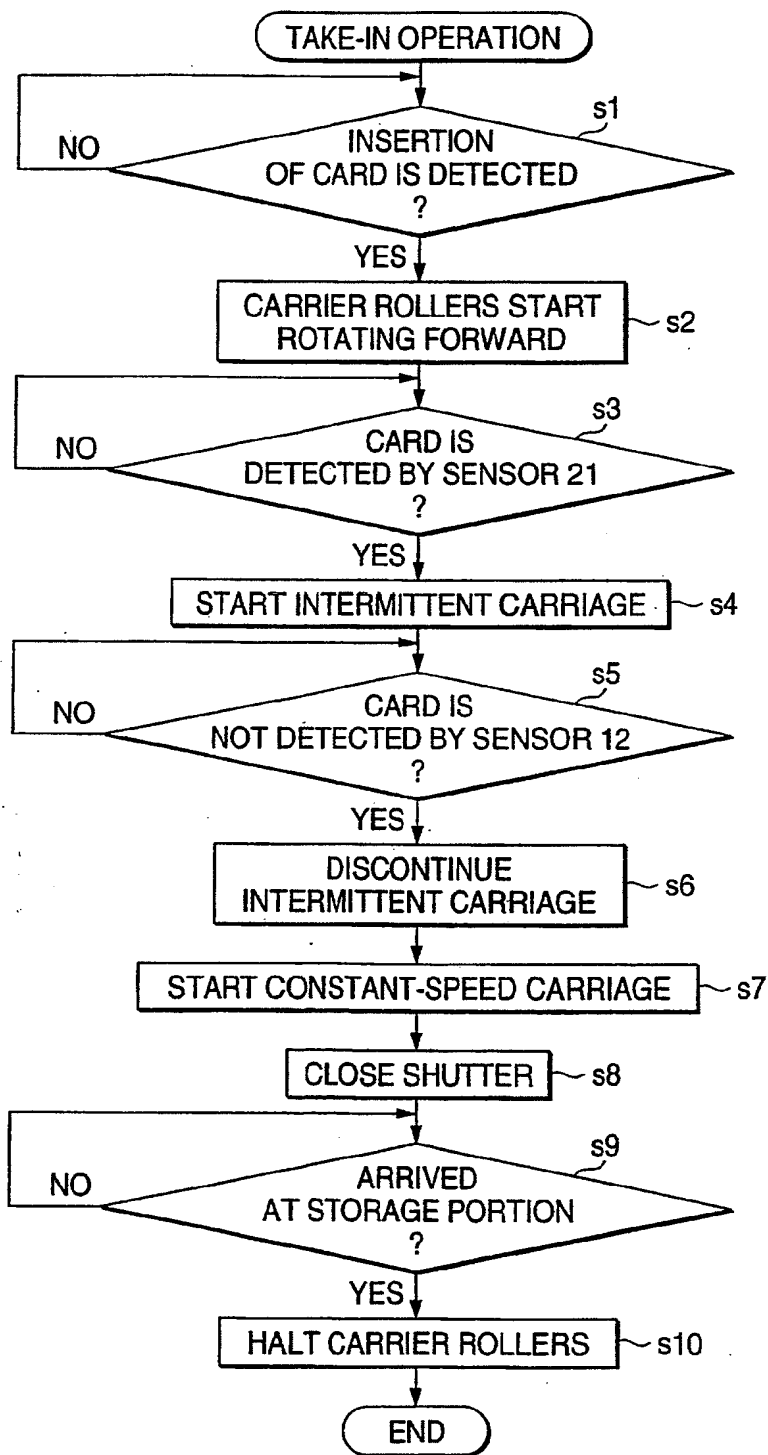 TAKE-IN OPERATION
s1
INSERTION
OF CARD IS DETECTED
?
NO
YES
CARRIER ROLLERS START
ROTATING FORWARD
s2
s3
CARD IS
DETECTED BY SENSOR 21
?
NO
YES
START INTERMITTENT CARRIAGE
s4
s5
CARD IS
NOT DETECTED BY SENSOR 12
?
NO
YES
DISCONTINUE
INTERMITTENT CARRIAGE
s6
START CONSTANT-SPEED CARRIAGE
s7
CLOSE SHUTTER
s8
s9
ARRIVED
AT STORAGE PORTION
?
NO
YES
HALT CARRIER ROLLERS
s10
END